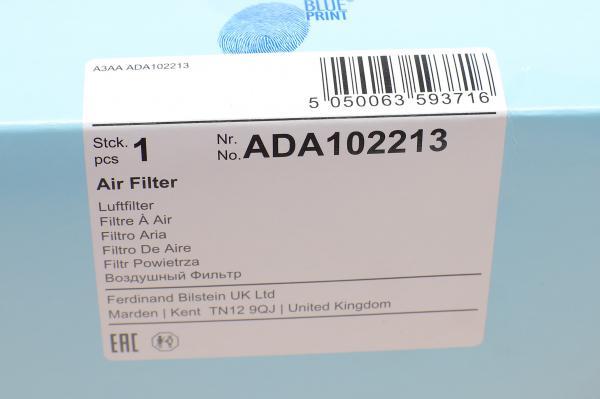 BLUE
PRINT
A3AA ADA102213
5 050063 593716
Stck. 1 Nr. ADA102213
pcs No.
Air Filter
Luftfilter
Filtre À Air
Filtro Aria
Filtro De Aire
Filtr Powietrza
Воздушный Фильтр
Ferdinand Bilstein UK Ltd
Marden | Kent TN12 9QJ | United Kingdom
EAC